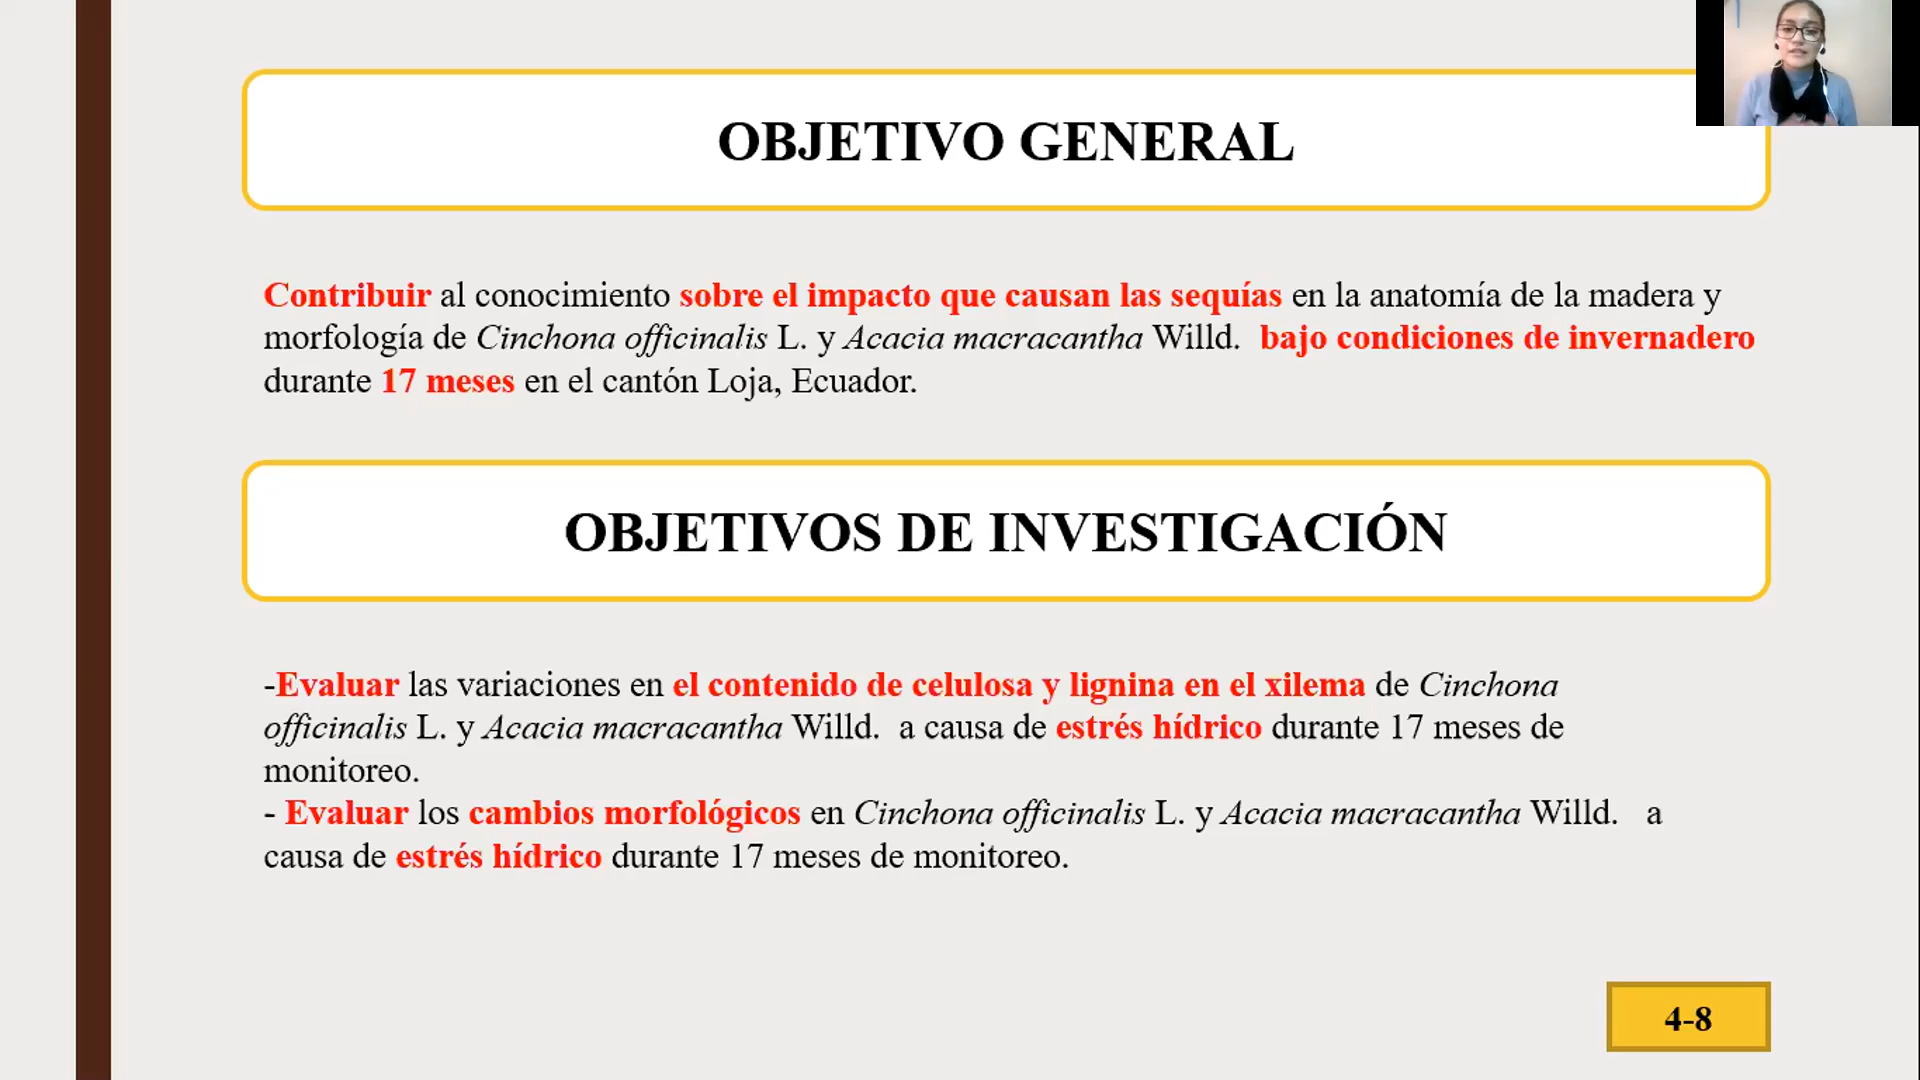 OBJETIVO GENERAL
Contribuir al conocimiento sobre el impacto que causan las sequías en la anatomía de la madera y
morfología de Cinchona officinalis L. y Acacia macracantha Willd. bajo condiciones de invernadero
durante 17 meses en el cantón Loja, Ecuador.
OBJETIVOS DE INVESTIGACIÓN
-Evaluar las variaciones en el contenido de celulosa y lignina en el xilema de Cinchona
officinalis L. y Acacia macracantha Willd. a causa de estrés hídrico durante 17 meses de
monitoreo.
- Evaluar los cambios morfológicos en Cinchona officinalis L. y Acacia macracantha Willd. a
causa de estrés hídrico durante 17 meses de monitoreo.
4-8